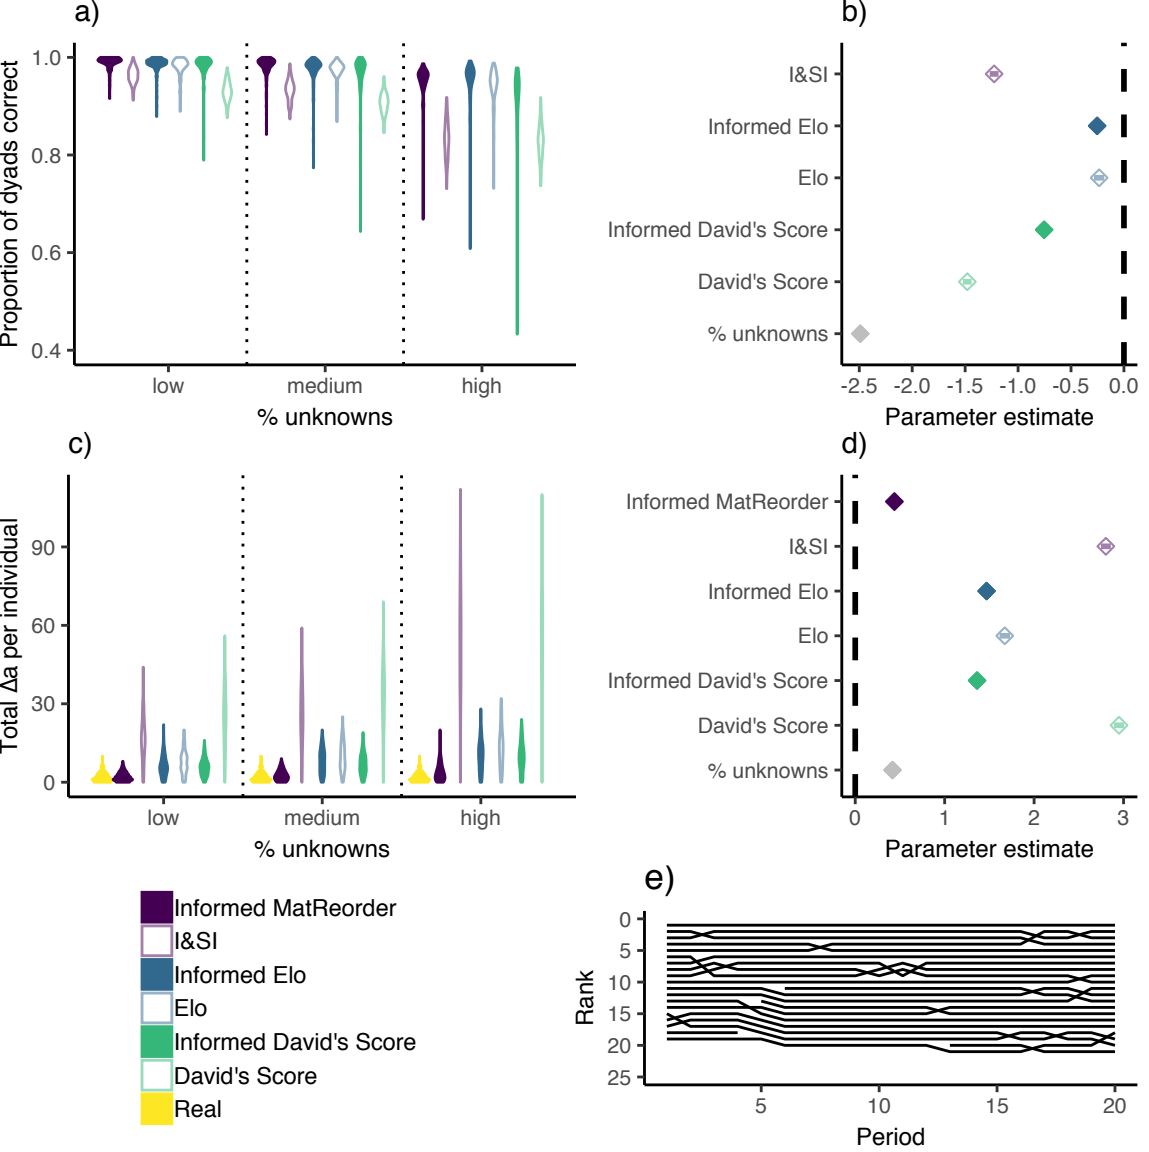 a)
1.0
0.8
0.6
0.4
Proportion of dyads correct
low medium high
% unknowns
b)
I&SI
Informed Elo
Elo
Informed David's Score
David's Score
% unknowns
-2.5 -2.0 -1.5 -1.0 -0.5 0.0
Parameter estimate
c)
90
60
30
0
Total Δa per individual
low medium high
% unknowns
d)
Informed MatReorder
I&SI
Informed Elo
Elo
Informed David's Score
David's Score
% unknowns
0 1 2 3
Parameter estimate
Informed MatReorder
I&SI
Informed Elo
Elo
Informed David's Score
David's Score
Real
e)
0
5
10
15
20
25
Rank
5 10 15 20
Period